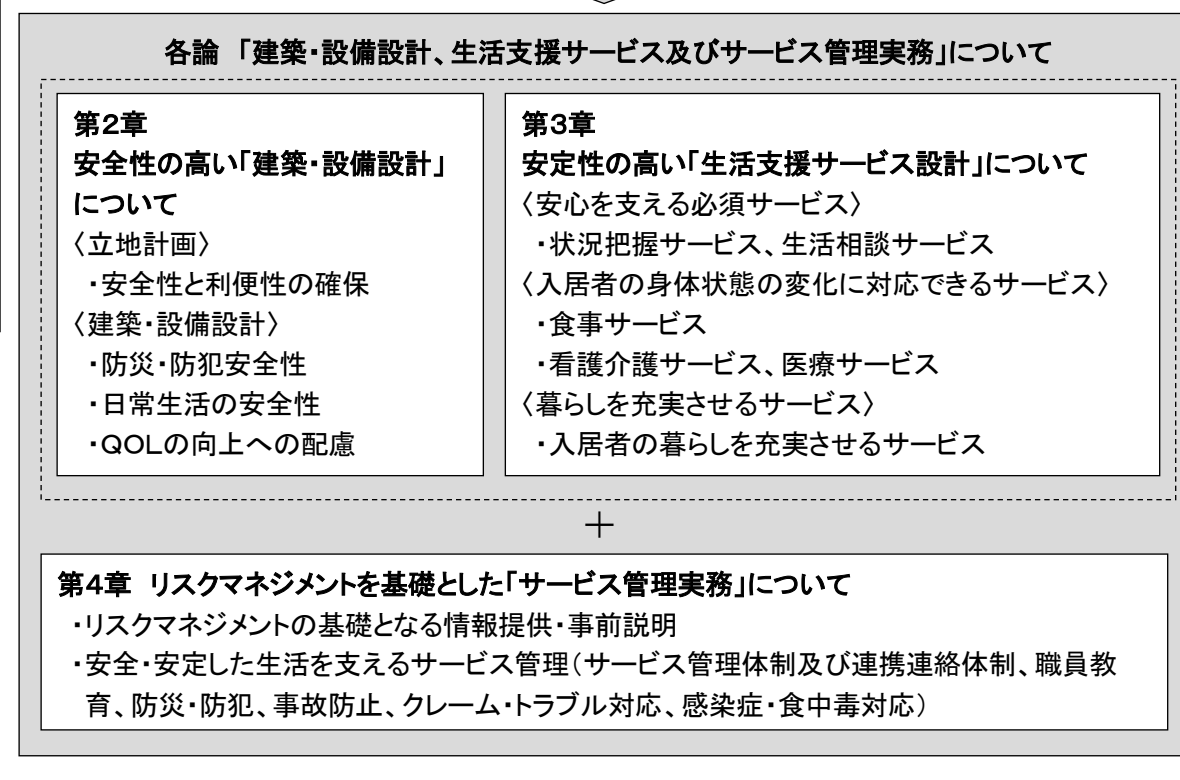 各論 「建築・設備設計、生活支援サービス及びサービス管理実務」について
第2章
安全性の高い「建築・設備設計」
について
〈立地計画〉
・安全性と利便性の確保
〈建築・設備設計〉
・防災・防犯安全性
・日常生活の安全性
・QOLの向上への配慮
第3章
安定性の高い「生活支援サービス設計」について
〈安心を支える必須サービス〉
・状況把握サービス、生活相談サービス
〈入居者の身体状態の変化に対応できるサービス〉
・食事サービス
・看護介護サービス、医療サービス
〈暮らしを充実させるサービス〉
・入居者の暮らしを充実させるサービス
+
第4章 リスクマネジメントを基礎とした「サービス管理実務」について
・リスクマネジメントの基礎となる情報提供・事前説明
・安全・安定した生活を支えるサービス管理(サービス管理体制及び連携連絡体制、職員教
育、防災・防犯、事故防止、クレーム・トラブル対応、感染症・食中毒対応)